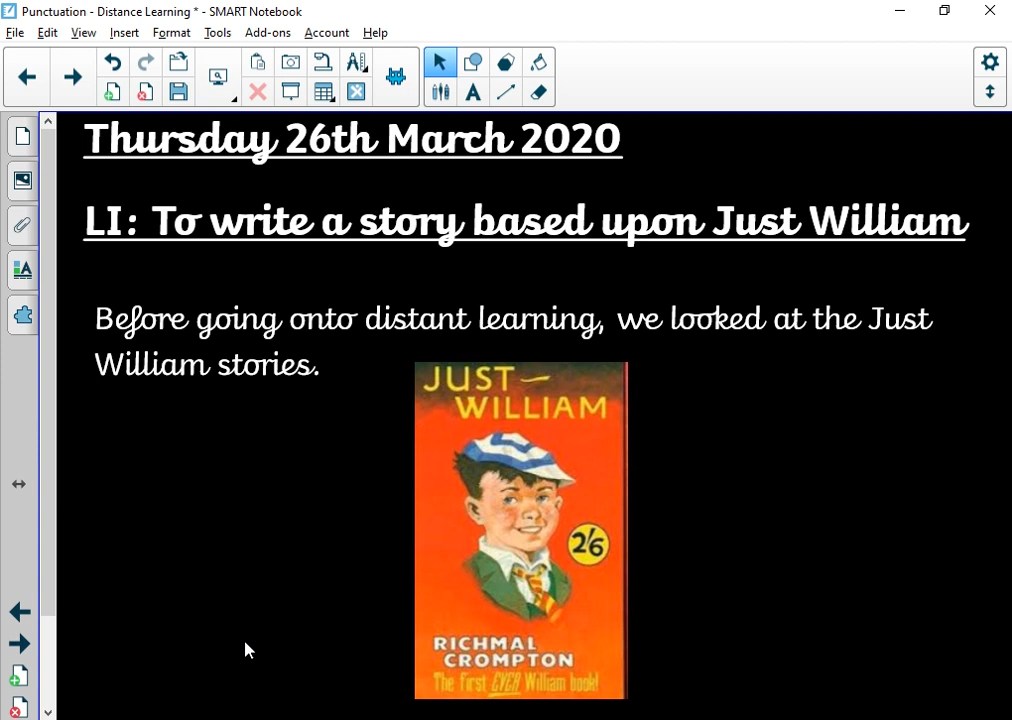 Punctuation - Distance Learning * - SMART Notebook
File Edit View Insert Format Tools Add-ons Account Help
Thursday 26th March 2020
LI: To write a story based upon Just William
Before going onto distant learning, we looked at the Just
William stories.
JUST —
WILLIAM
2/6
RICHMAL
CROMPTON
The first EVER William book!